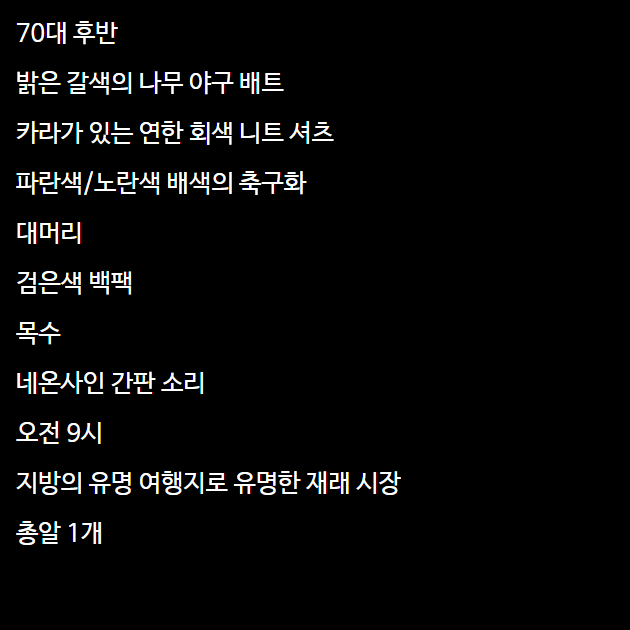 70대 후반
밝은 갈색의 나무 야구 배트
카라가 있는 연한 회색 니트 셔츠
파란색/노란색 배색의 축구화
대머리
검은색 백팩
목수
네온사인 간판 소리
오전 9시
지방의 유명 여행지로 유명한 재래 시장
총알 1개